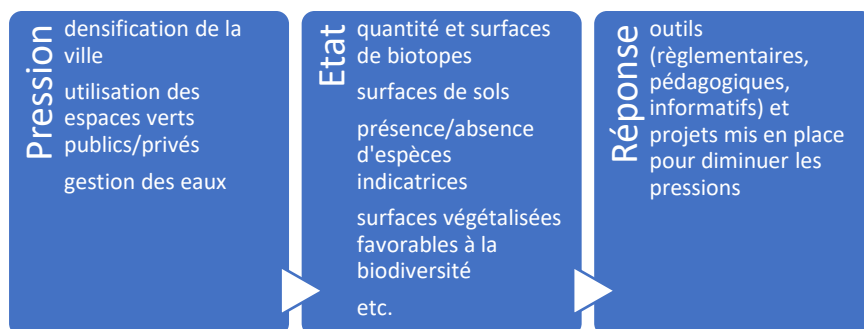 Pression
densification de la
ville
utilisation des
espaces verts
publics/privés
gestion des eaux
Etat
quantité et surfaces
de biotopes
surfaces de sols
présence/absence
d'espèces
indicatrices
surfaces végétalisées
favorables à la
biodiversité
etc.
Réponse
outils
(règlementaires,
pédagogiques,
informatifs) et
projets mis en place
pour diminuer les
pressions